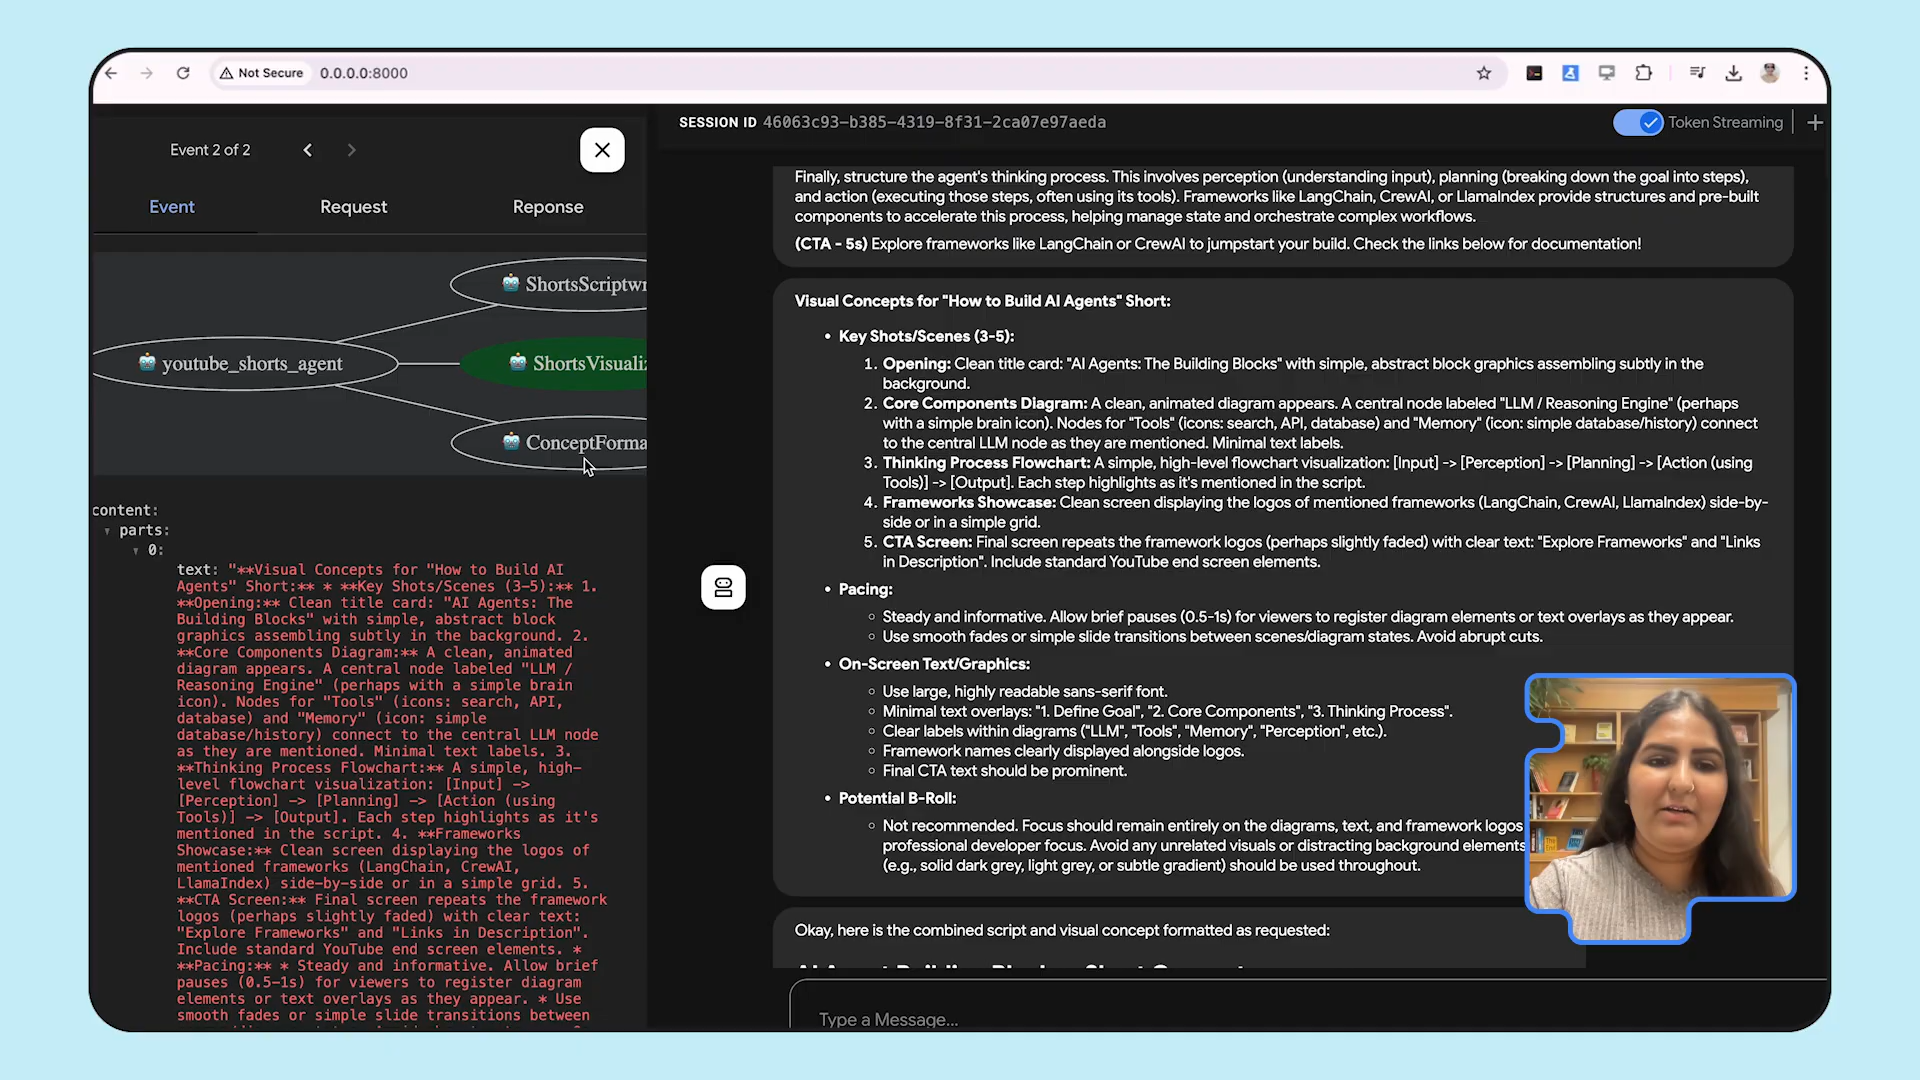 Not Secure 0.0.0.0:8000
Event 2 of 2
Event Request Reponse
ShortsScriptwr
youtube_shorts_agent
ShortsVisualiz
ConceptForma
content:
parts:
0:
text: "**Visual Concepts for "How to Build AI
Agents" Short:** * **Key Shots/Scenes (3-5):** 1.
**Opening:** Clean title card: "AI Agents: The
Building Blocks" with simple, abstract block
graphics assembling subtly in the background. 2.
**Core Components Diagram:** A clean, animated
diagram appears. A central node labeled "LLM /
Reasoning Engine" (perhaps with a simple brain
icon). Nodes for "Tools" (icons: search, API,
database) and "Memory" (icon: simple
database/history) connect to the central LLM node
as they are mentioned. Minimal text labels. 3.
**Thinking Process Flowchart:** A simple, high-
level flowchart visualization: [Input] ->
[Perception] -> [Planning] -> [Action (using
Tools)] -> [Output]. Each step highlights as it's
mentioned in the script. 4. **Frameworks
Showcase:** Clean screen displaying the logos of
mentioned frameworks (LangChain, CrewAI,
LlamaIndex) side-by-side or in a simple grid. 5.
**CTA Screen:** Final screen repeats the framework
logos (perhaps slightly faded) with clear text:
"Explore Frameworks" and "Links in Description".
Include standard YouTube end screen elements. *
**Pacing:** * Steady and informative. Allow brief
pauses (0.5-1s) for viewers to register diagram
elements or text overlays as they appear. * Use
smooth fades or simple slide transitions between
SESSION ID 46063c93-b385-4319-8f31-2ca07e97aeda
Token Streaming
Finally, structure the agent's thinking process. This involves perception (understanding input), planning (breaking down the goal into steps),
and action (executing those steps, often using its tools). Frameworks like LangChain, CrewAI, or LlamaIndex provide structures and pre-built
components to accelerate this process, helping manage state and orchestrate complex workflows.
(CTA - 5s) Explore frameworks like LangChain or CrewAI to jumpstart your build. Check the links below for documentation!
Visual Concepts for "How to Build AI Agents" Short:
• Key Shots/Scenes (3-5):
1. Opening: Clean title card: "AI Agents: The Building Blocks" with simple, abstract block graphics assembling subtly in the
background.
2. Core Components Diagram: A clean, animated diagram appears. A central node labeled "LLM / Reasoning Engine" (perhaps
with a simple brain icon). Nodes for "Tools" (icons: search, API, database) and "Memory" (icon: simple database/history) connect
to the central LLM node as they are mentioned. Minimal text labels.
3. Thinking Process Flowchart: A simple, high-level flowchart visualization: [Input] -> [Perception] -> [Planning] -> [Action (using
Tools)] -> [Output]. Each step highlights as it's mentioned in the script.
4. Frameworks Showcase: Clean screen displaying the logos of mentioned frameworks (LangChain, CrewAI, LlamaIndex) side-by-
side or in a simple grid.
5. CTA Screen: Final screen repeats the framework logos (perhaps slightly faded) with clear text: "Explore Frameworks" and "Links
in Description". Include standard YouTube end screen elements.
• Pacing:
◦ Steady and informative. Allow brief pauses (0.5-1s) for viewers to register diagram elements or text overlays as they appear.
◦ Use smooth fades or simple slide transitions between scenes/diagram states. Avoid abrupt cuts.
• On-Screen Text/Graphics:
◦ Use large, highly readable sans-serif font.
◦ Minimal text overlays: "1. Define Goal", "2. Core Components", "3. Thinking Process".
◦ Clear labels within diagrams ("LLM", "Tools", "Memory", "Perception", etc.).
◦ Framework names clearly displayed alongside logos.
◦ Final CTA text should be prominent.
• Potential B-Roll:
◦ Not recommended. Focus should remain entirely on the diagrams, text, and framework logos
professional developer focus. Avoid any unrelated visuals or distracting background elements
(e.g., solid dark grey, light grey, or subtle gradient) should be used throughout.
Okay, here is the combined script and visual concept formatted as requested:
Type a Message...